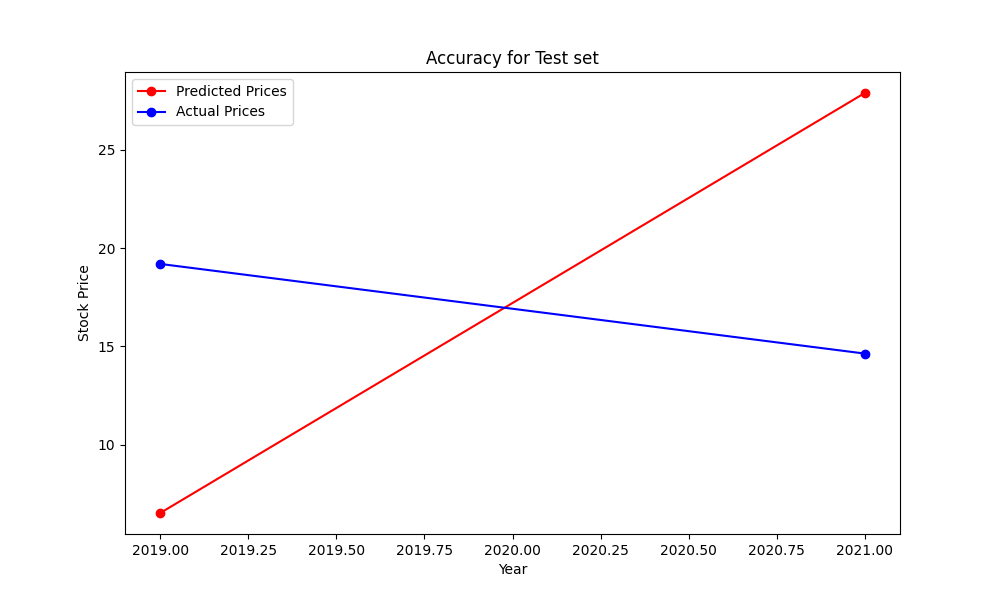 Accuracy for Test set
Predicted Prices
Actual Prices
25
20
15
10
Stock Price
2019.00 2019.25 2019.50 2019.75 2020.00 2020.25 2020.50 2020.75 2021.00
Year